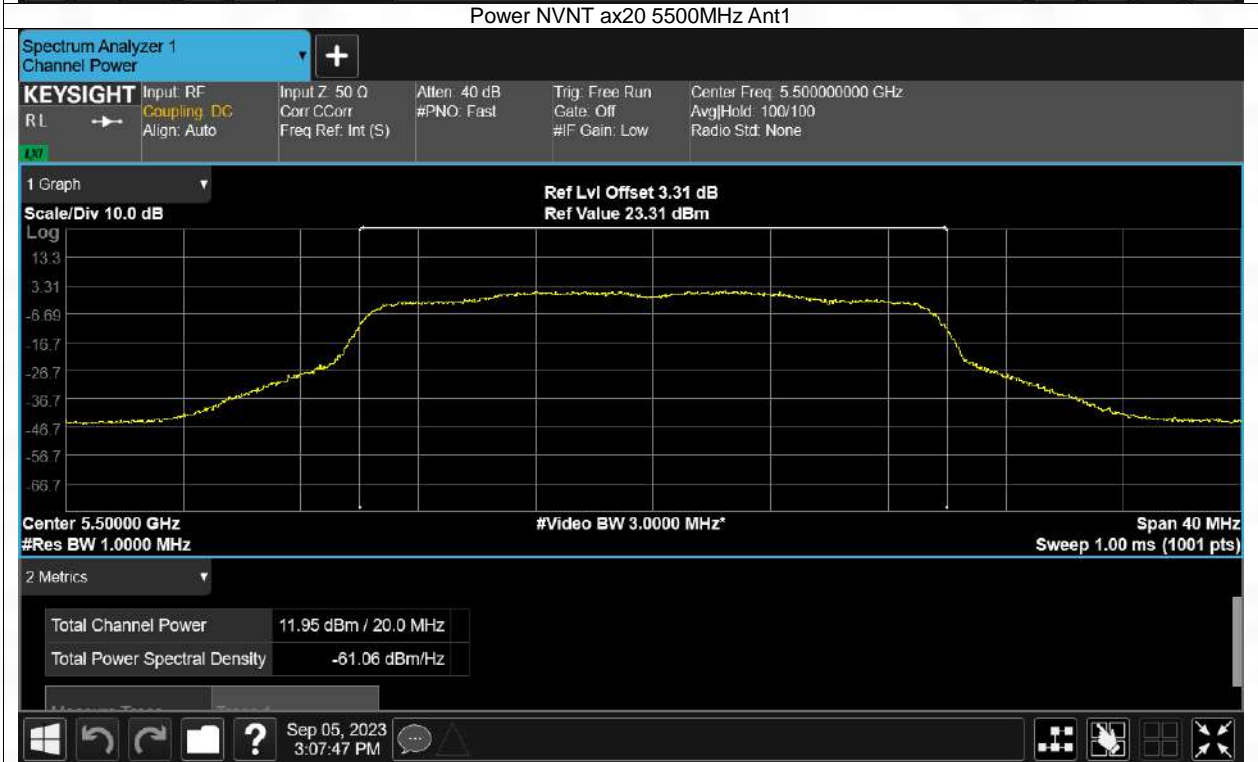 Power NVNT ax20 5500MHz Ant1
Spectrum Analyzer 1
Channel Power
+
KEYSIGHT
RL
LXI
Input: RF
Coupling: DC
Align: Auto
Input Z: 50 Ω
Corr CCorr
Freq Ref: Int (S)
Atten: 40 dB
#PNO: Fast
Trig: Free Run
Gate: Off
#IF Gain: Low
Center Freq: 5.500000000 GHz
Avg|Hold: 100/100
Radio Std: None
1 Graph
Scale/Div 10.0 dB
Ref Lvl Offset 3.31 dB
Ref Value 23.31 dBm
Log
13.3
3.31
-6.69
-16.7
-26.7
-36.7
-46.7
-56.7
-66.7
Center 5.50000 GHz
#Res BW 1.0000 MHz
#Video BW 3.0000 MHz*
Span 40 MHz
Sweep 1.00 ms (1001 pts)
2 Metrics
Total Channel Power 11.95 dBm / 20.0 MHz
Total Power Spectral Density -61.06 dBm/Hz
?
Sep 05, 2023
3:07:47 PM